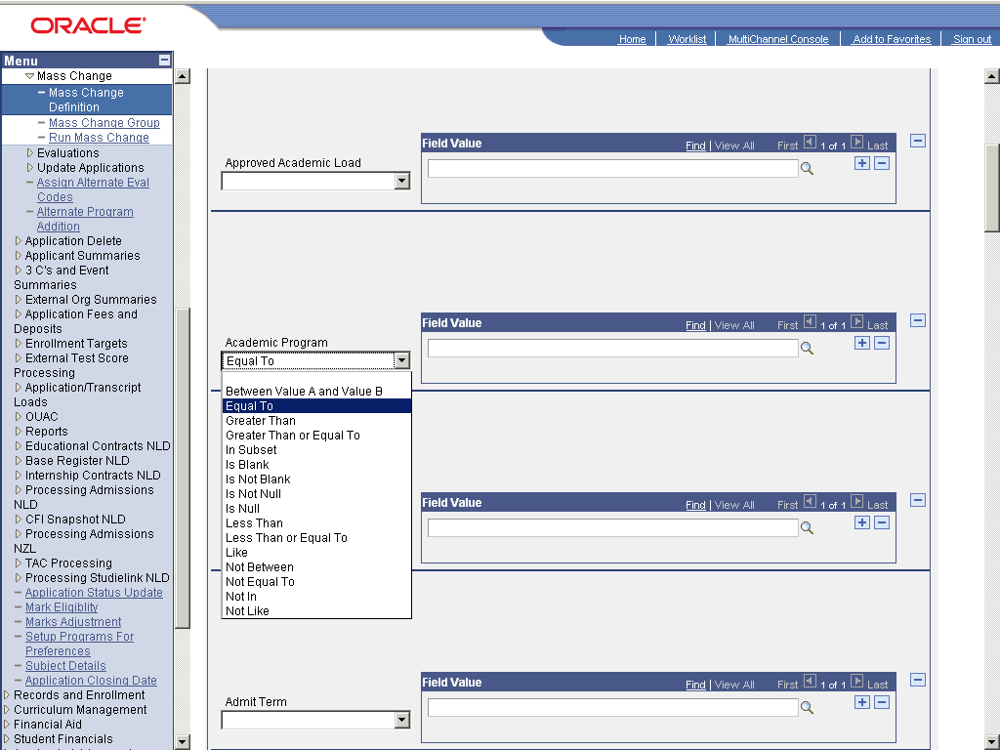 ORACLE®
Home
Worklist
MultiChannel Console
Add to Favorites
Sign out
Menu
Mass Change
Mass Change
Definition
Mass Change Group
Run Mass Change
Evaluations
Update Applications
Assign Alternate Eval
Codes
Alternate Program
Addition
Application Delete
Applicant Summaries
3 C's and Event
Summaries
External Org Summaries
Application Fees and
Deposits
Enrollment Targets
External Test Score
Processing
Application/Transcript
Loads
OUAC
Reports
Educational Contracts NLD
Base Register NLD
Internship Contracts NLD
Processing Admissions
NLD
CFI Snapshot NLD
Processing Admissions
NZL
TAC Processing
Processing Studielink NLD
Application Status Update
Mark Eligiblity
Marks Adjustment
Setup Programs For
Preferences
Subject Details
Application Closing Date
Records and Enrollment
Curriculum Management
Financial Aid
Student Financials
Approved Academic Load
Field Value
Find | View All First 1 of 1 Last
Academic Program
Equal To
Field Value
Find | View All First 1 of 1 Last
Between Value A and Value B
Equal To
Greater Than
Greater Than or Equal To
In Subset
Is Blank
Is Not Blank
Is Not Null
Is Null
Less Than
Less Than or Equal To
Like
Not Between
Not Equal To
Not In
Not Like
Field Value
Find | View All First 1 of 1 Last
Admit Term
Field Value
Find | View All First 1 of 1 Last